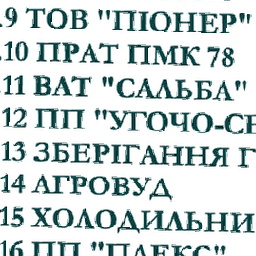 .9 ТОВ "ПІОНЕР"
.10 ПРАТ ПМК 78
.11 ВАТ "САЛЬБА"
12 ПП "УГОЧО-СЕ
13 ЗБЕРІГАННЯ Г
14 АГРОВУД
15 ХОЛОДИЛЬНИ
16 ПП "ПЛЕКС"